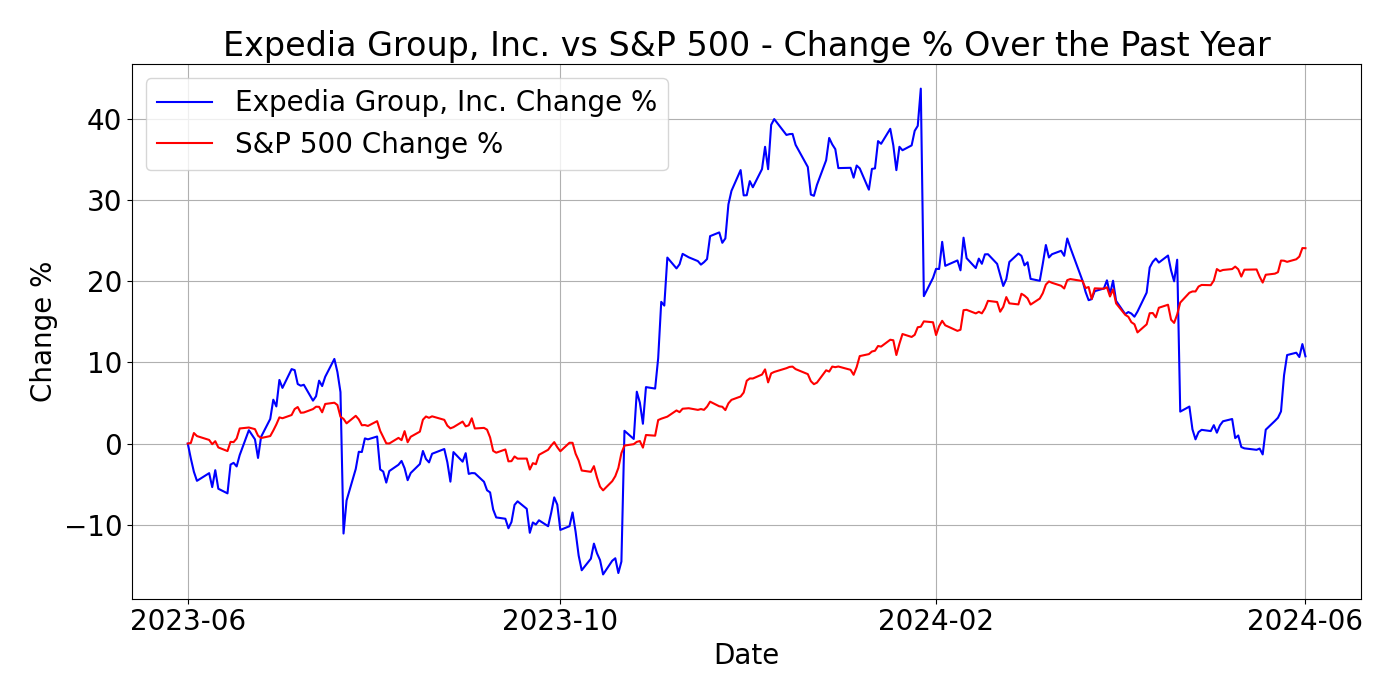 Expedia Group, Inc. vs S&P 500 - Change % Over the Past Year
Expedia Group, Inc. Change %
S&P 500 Change %
Change %
40
30
20
10
0
−10
2023-06
2023-10
2024-02
2024-06
Date